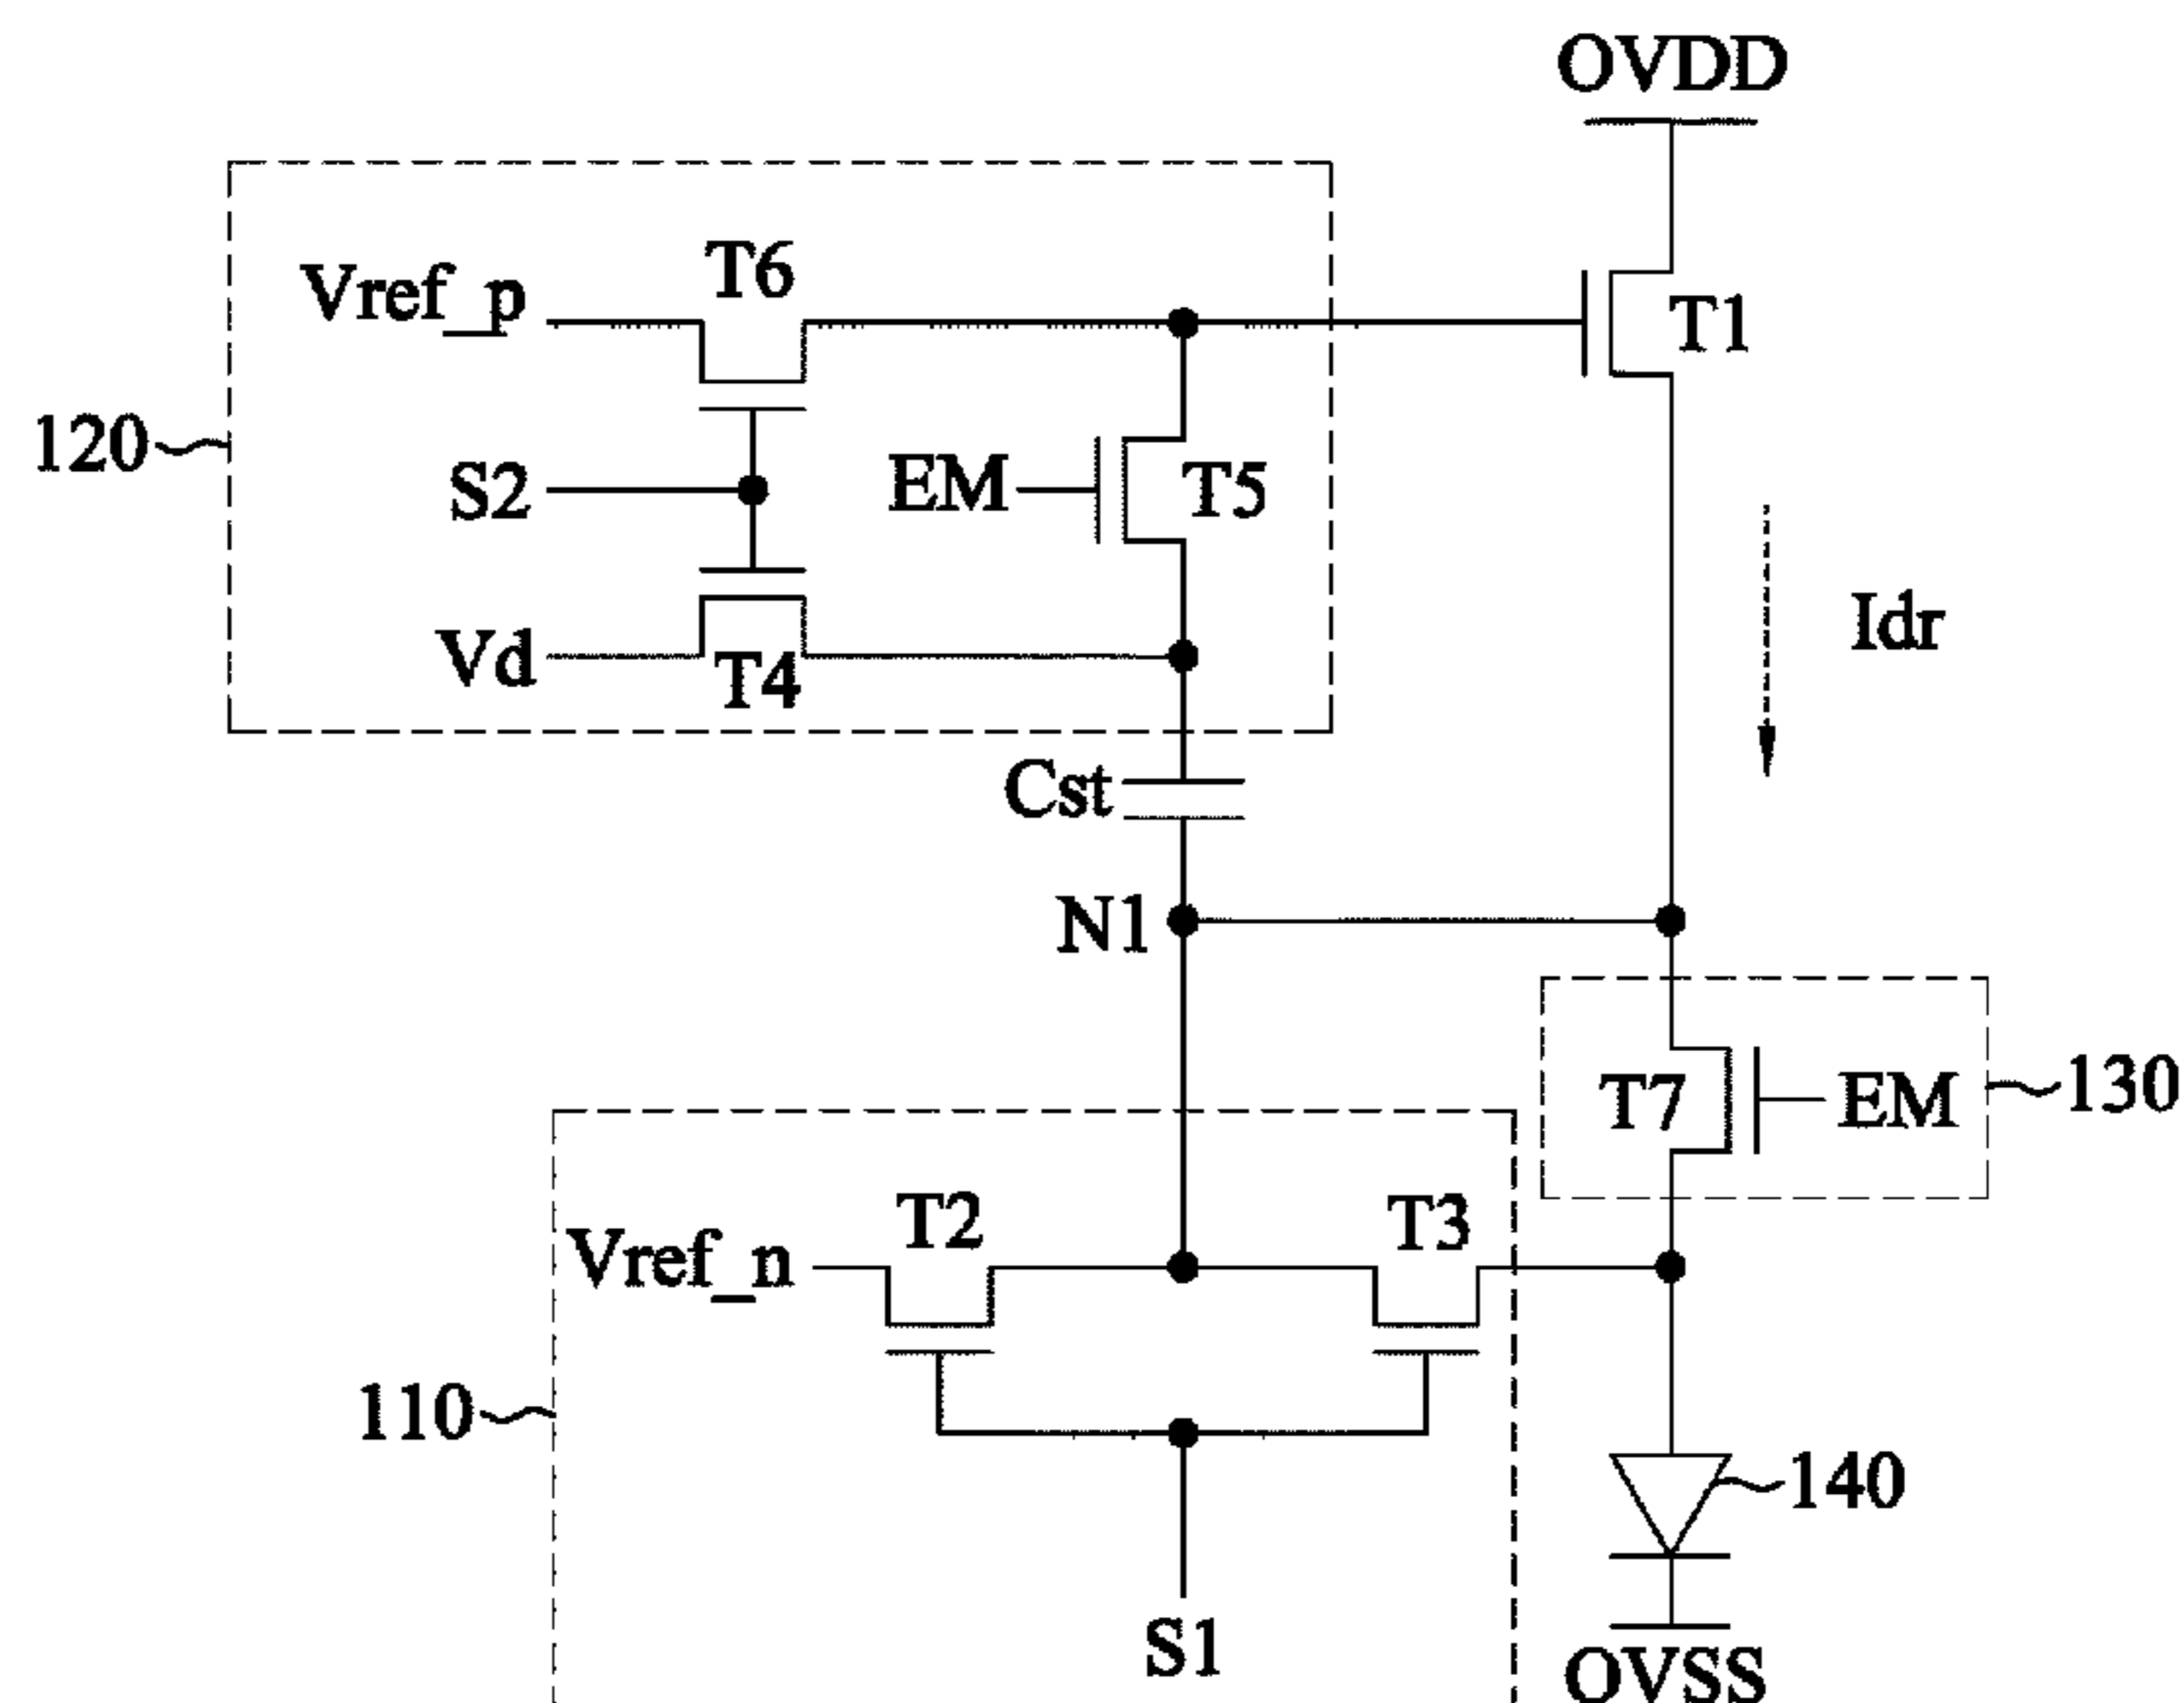 OVDD
Vref_p
T6
T1
120
S2
EM
T5
Idr
Vd
T4
Cst
N1
T7
EM
130
Vref_n
T2
T3
110
140
S1
OVSS